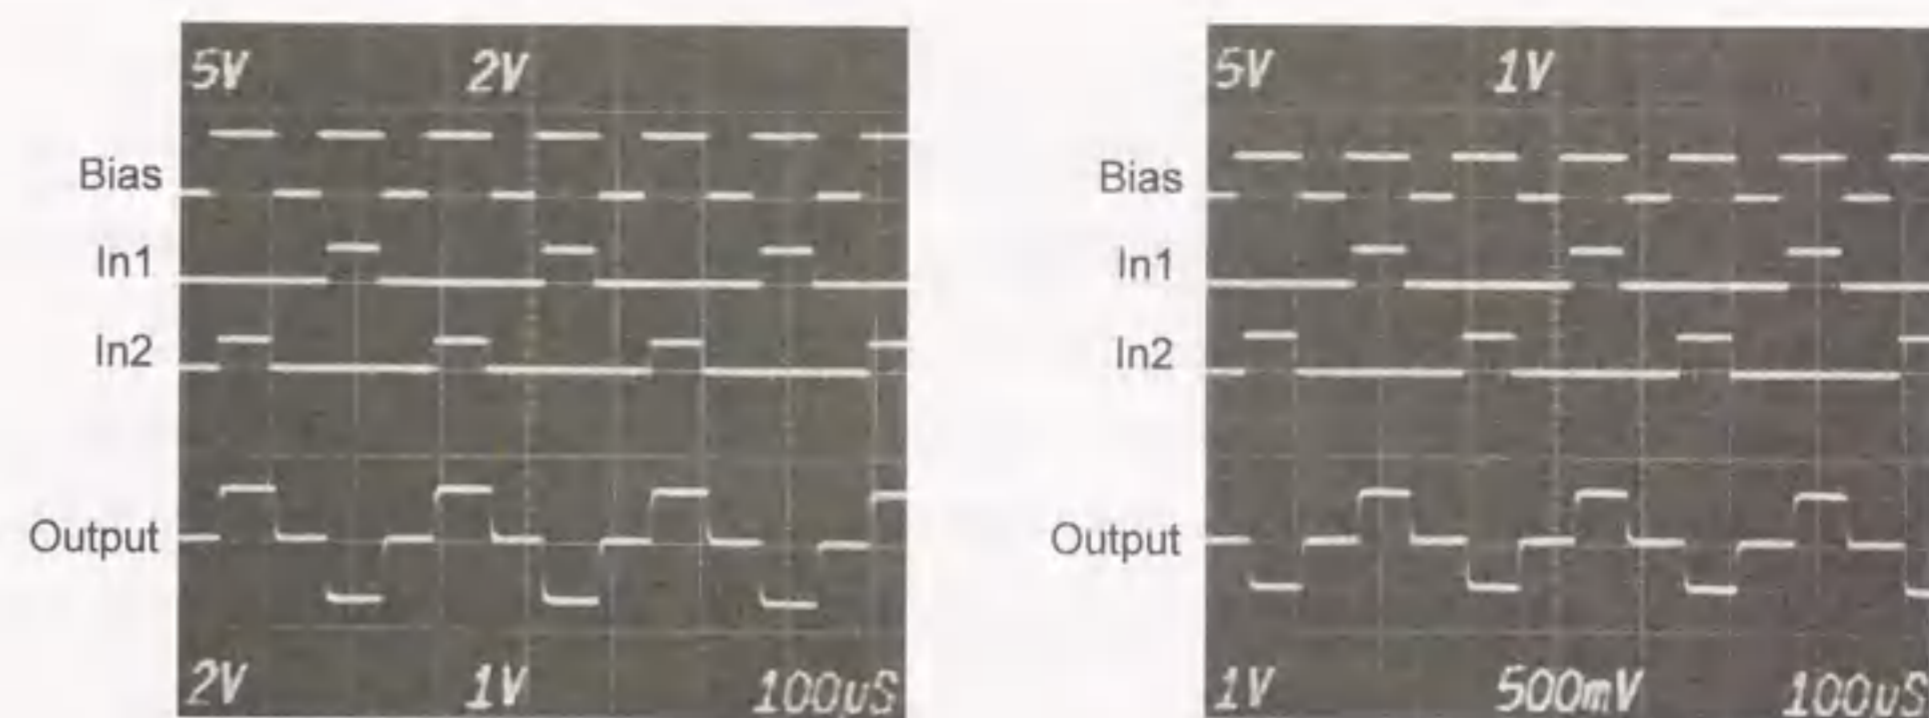 5V 2V
Bias
In1
In2
Output
2V 1V 100uS
5V 1V
Bias
In1
In2
Output
1V 500mV 100uS